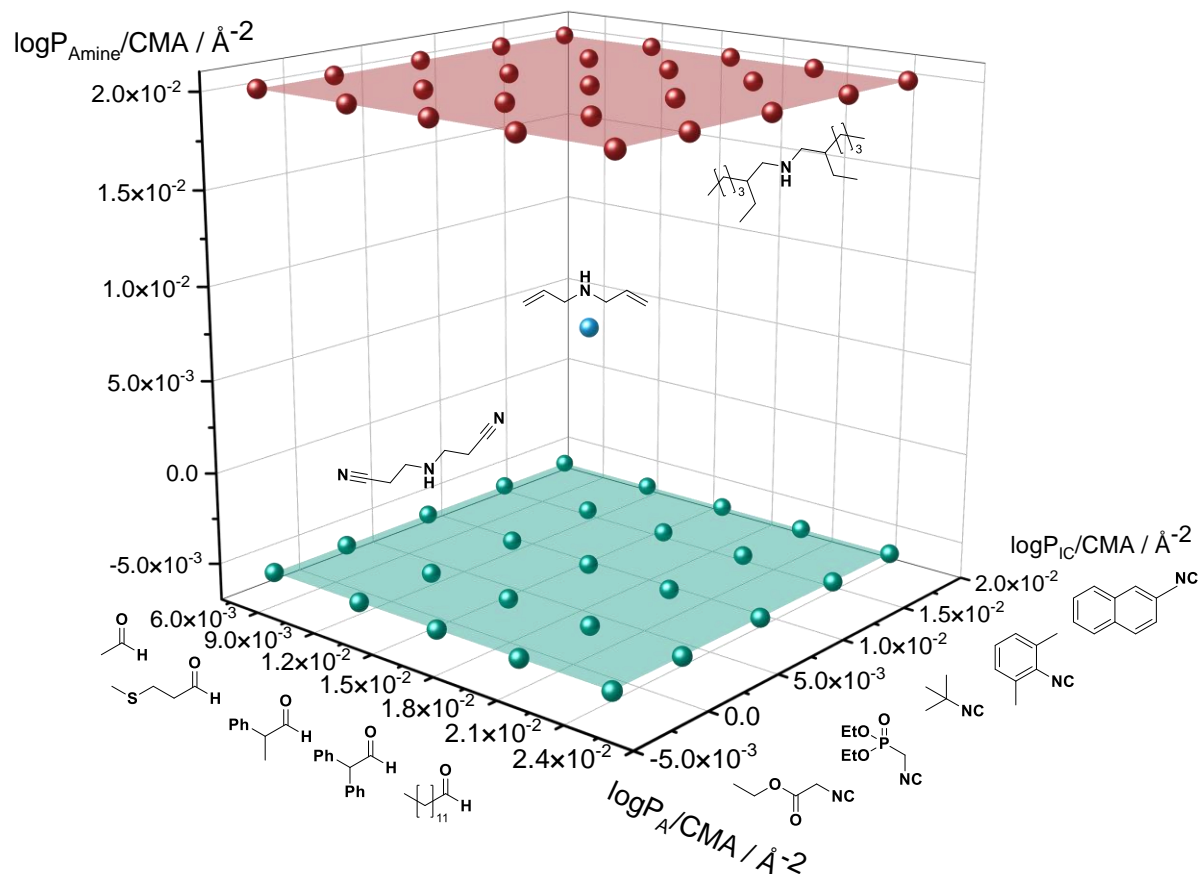 logP_Amine/CMA / Å⁻²
2.0×10⁻²
1.5×10⁻²
1.0×10⁻²
5.0×10⁻³
0.0
-5.0×10⁻³
3
N
H
3
H
N
N
N
H
N
6.0×10⁻³
9.0×10⁻³
1.2×10⁻²
1.5×10⁻²
1.8×10⁻²
2.1×10⁻²
2.4×10⁻²
logP_A/CMA / Å⁻²
-5.0×10⁻³
0.0
5.0×10⁻³
1.0×10⁻²
1.5×10⁻²
2.0×10⁻²
logP_IC/CMA / Å⁻²
O
H
O
S
H
O
Ph
H
O
Ph
H
Ph
O
H
11
O
NC
O
EtO
O
P
EtO
NC
NC
NC
NC